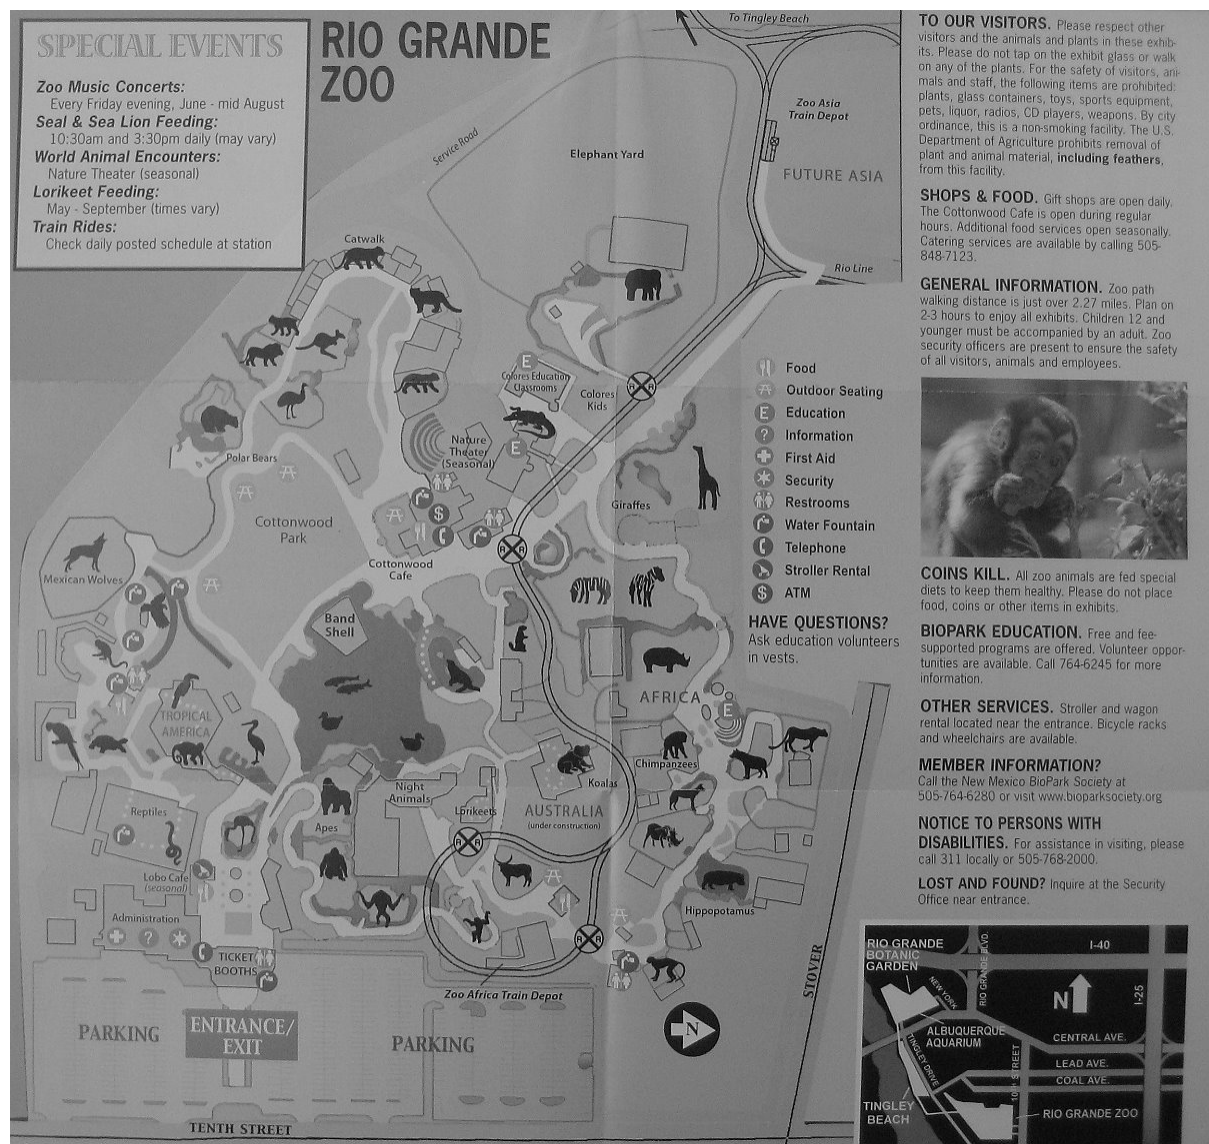 SPECIAL EVENTS
Zoo Music Concerts:
Every Friday evening, June - mid August
Seal & Sea Lion Feeding:
10:30am and 3:30pm daily (may vary)
World Animal Encounters:
Nature Theater (seasonal)
Lorikeet Feeding:
May - September (times vary)
Train Rides:
Check daily posted schedule at station
RIO GRANDE
ZOO
To Tingley Beach
Zoo Asia
Train Depot
Service Road
Elephant Yard
FUTURE ASIA
Rio Line
Catwalk
E
Colores Education
Classrooms
Colores
Kids
R R
E
Nature
Theater
(Seasonal)
Polar Bears
Giraffes
Cottonwood
Park
$
R R
Cottonwood
Cafe
Mexican Wolves
Band
Shell
AFRICA
E
TROPICAL
AMERICA
Chimpanzees
Koalas
Night
Animals
Lorikeets
AUSTRALIA
(under construction)
Reptiles
Apes
R R
Lobo Cafe
(seasonal)
Hippopotamus
Administration
?
TICKET
BOOTHS
R R
Zoo Africa Train Depot
N
PARKING
ENTRANCE/
EXIT
PARKING
STOVER
TENTH STREET
Food
Outdoor Seating
E Education
? Information
First Aid
Security
Restrooms
Water Fountain
Telephone
Stroller Rental
$ ATM
HAVE QUESTIONS?
Ask education volunteers
in vests.
TO OUR VISITORS. Please respect other
visitors and the animals and plants in these exhib-
its. Please do not tap on the exhibit glass or walk
on any of the plants. For the safety of visitors, ani-
mals and staff, the following items are prohibited:
plants, glass containers, toys, sports equipment,
pets, liquor, radios, CD players, weapons. By city
ordinance, this is a non-smoking facility. The U.S.
Department of Agriculture prohibits removal of
plant and animal material, including feathers,
from this facility.
SHOPS & FOOD. Gift shops are open daily.
The Cottonwood Cafe is open during regular
hours. Additional food services open seasonally.
Catering services are available by calling 505-
848-7123.
GENERAL INFORMATION. Zoo path
walking distance is just over 2.27 miles. Plan on
2-3 hours to enjoy all exhibits. Children 12 and
younger must be accompanied by an adult. Zoo
security officers are present to ensure the safety
of all visitors, animals and employees.
COINS KILL. All zoo animals are fed special
diets to keep them healthy. Please do not place
food, coins or other items in exhibits.
BIOPARK EDUCATION. Free and fee-
supported programs are offered. Volunteer oppor-
tunities are available. Call 764-6245 for more
information.
OTHER SERVICES. Stroller and wagon
rental located near the entrance. Bicycle racks
and wheelchairs are available.
MEMBER INFORMATION?
Call the New Mexico BioPark Society at
505-764-6280 or visit www.bioparksociety.org
NOTICE TO PERSONS WITH
DISABILITIES. For assistance in visiting, please
call 311 locally or 505-768-2000.
LOST AND FOUND? Inquire at the Security
Office near entrance.
RIO GRANDE
BOTANIC
GARDEN
RIO GRANDE BLVD.
I-40
NEW YORK
N
I-25
ALBUQUERQUE
AQUARIUM
CENTRAL AVE.
TINGLEY DRIVE
LEAD AVE.
COAL AVE.
10TH STREET
TINGLEY
BEACH
RIO GRANDE ZOO